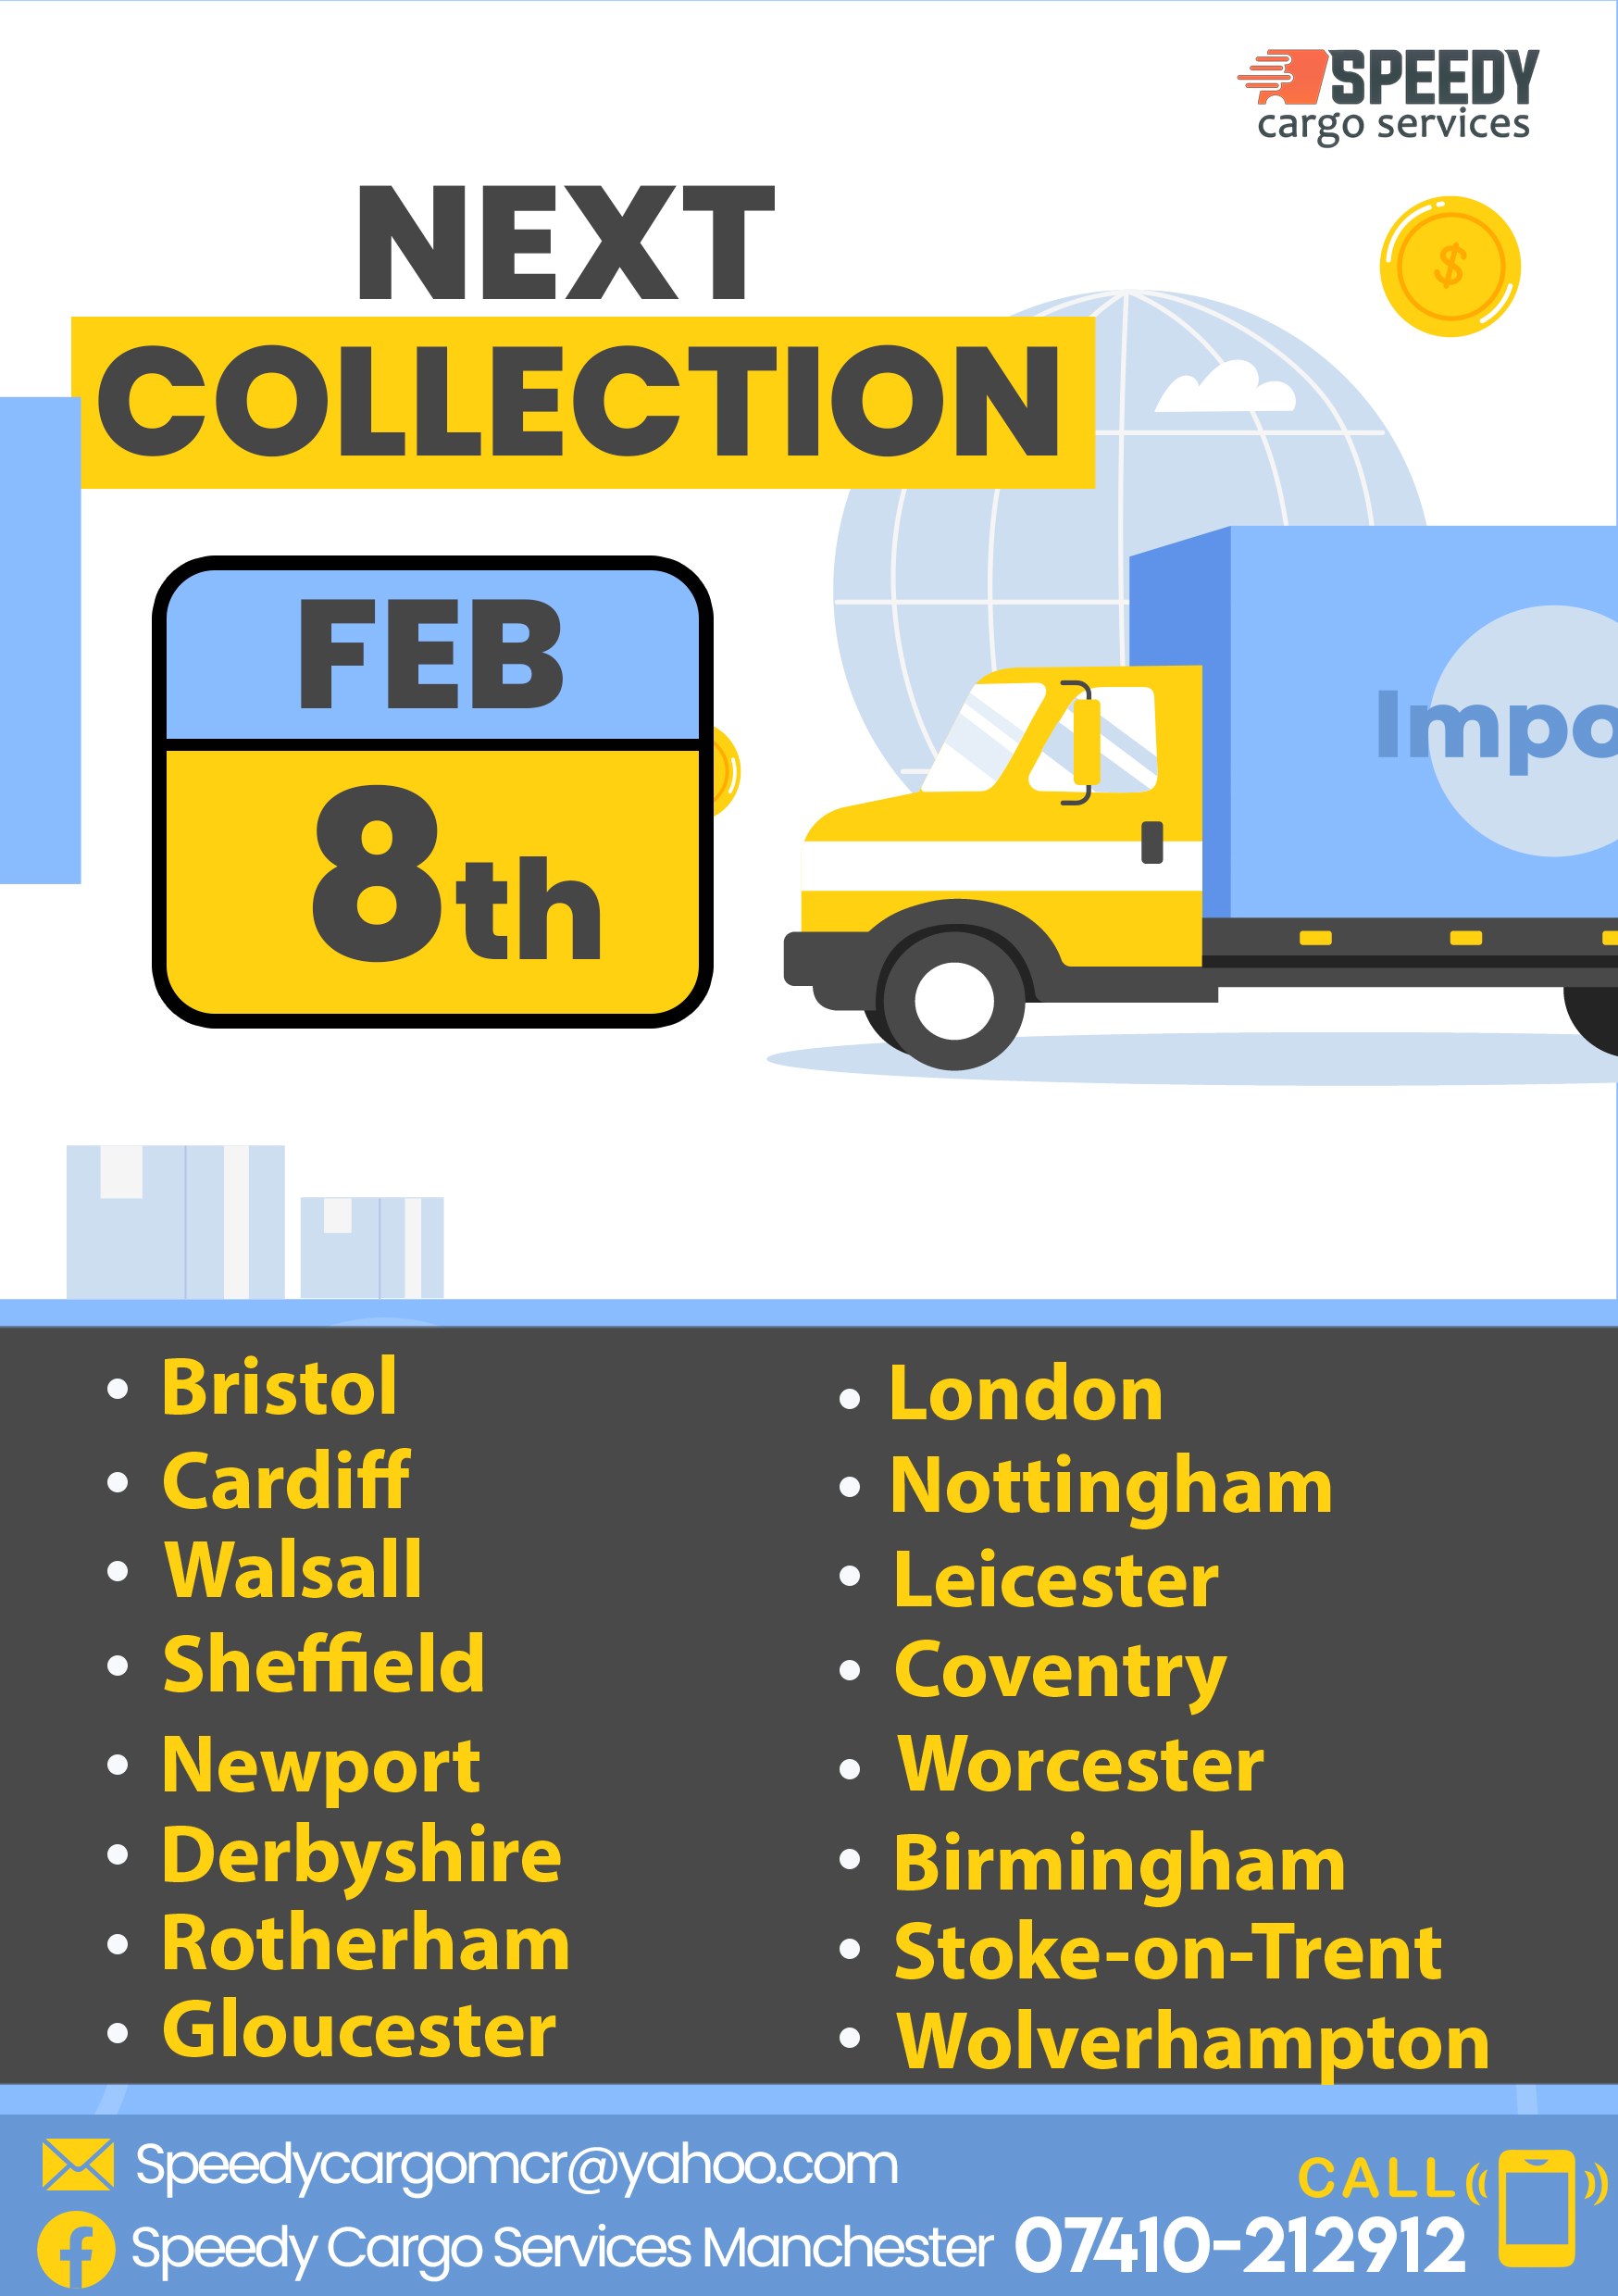 SPEEDY
cargo services
$
NEXT
COLLECTION
FEB
8th
Impo
• Bristol
• Cardiff
• Walsall
• Sheffield
• Newport
• Derbyshire
• Rotherham
• Gloucester
• London
• Nottingham
• Leicester
• Coventry
• Worcester
• Birmingham
• Stoke-on-Trent
• Wolverhampton
Speedycargomcr@yahoo.com
Speedy Cargo Services Manchester
CALL
07410-212912